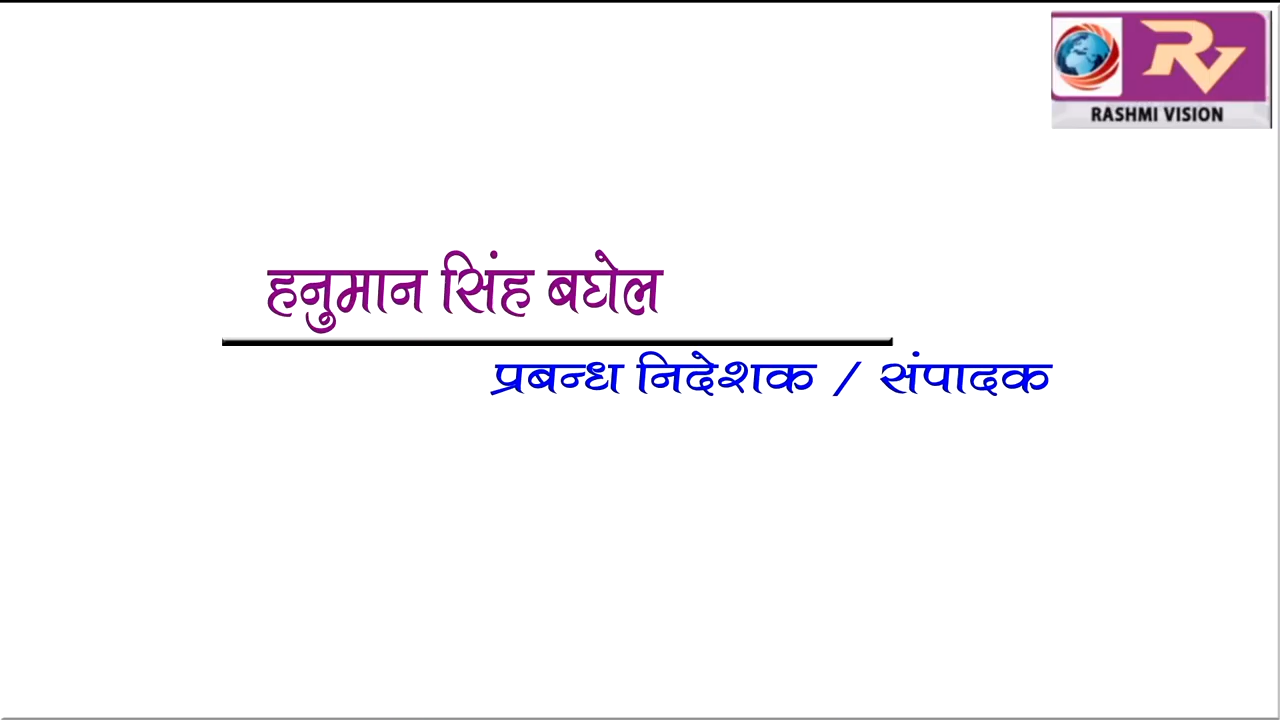 RV
RASHMI VISION
हनुमान सिंह बघेल
प्रबन्ध निदेशक / संपादक